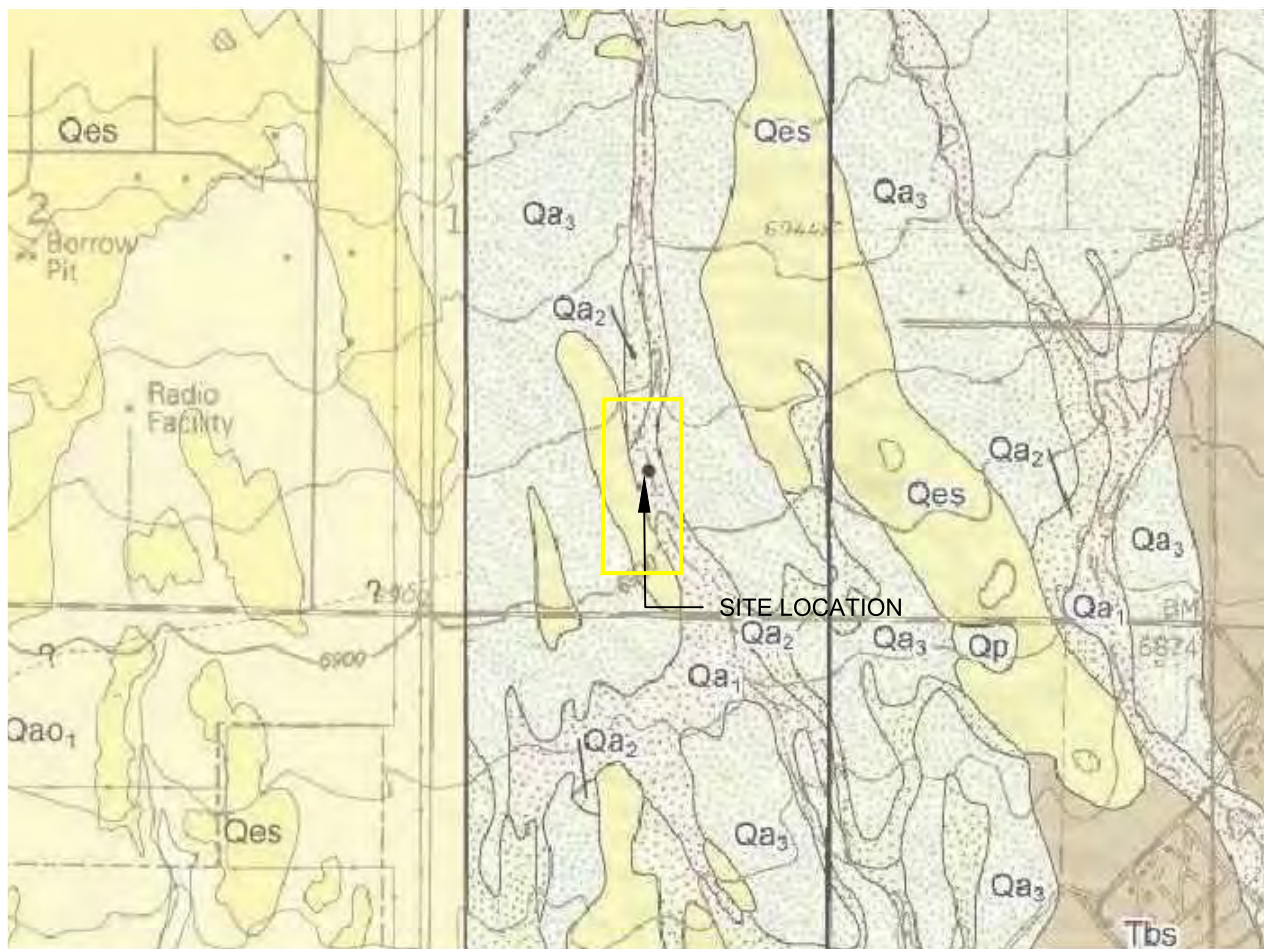 Qes
Qes
Qa3
Qa3
2
Borrow
Pit
Qa2
Radio
Facility
Qa2
Qes
Qa3
?
SITE LOCATION
Qa1
BM
6874
Qa2
Qa3
Qp
?
6900
Qa1
Qao1
Qa2
Qes
Qa3
Qa3
Tbs